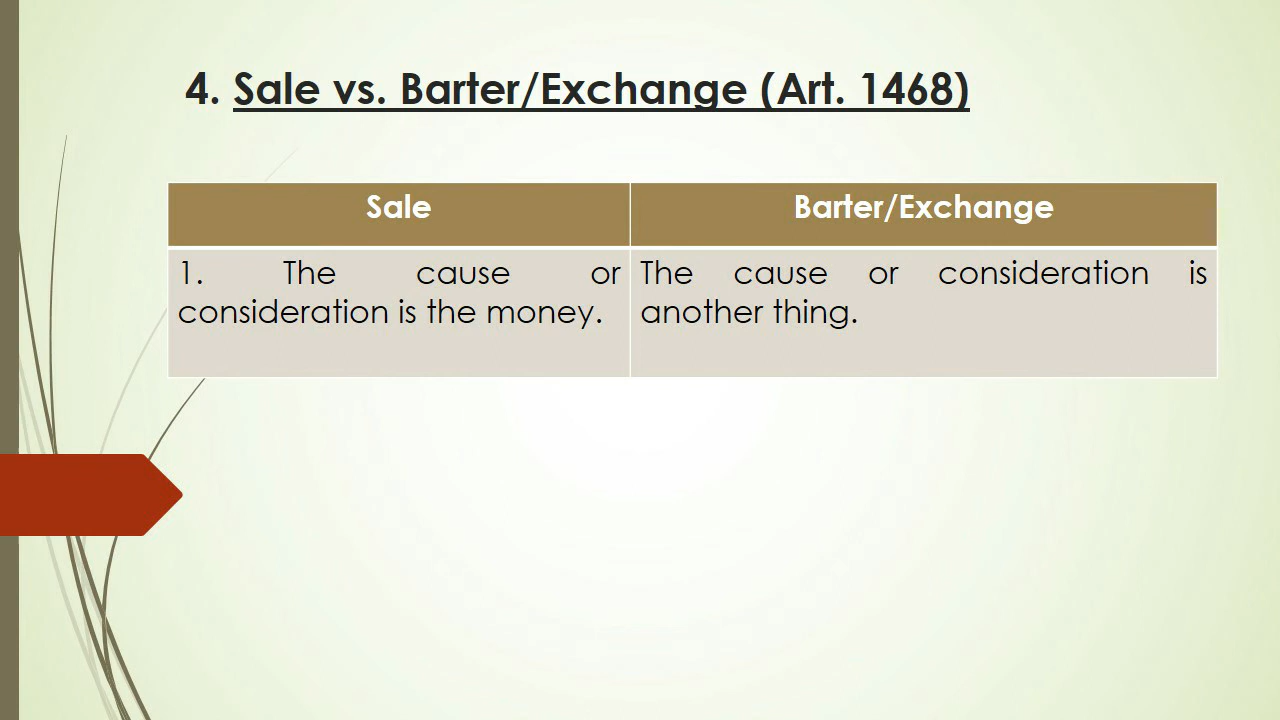 4. Sale vs. Barter/Exchange (Art. 1468)
Sale
Barter/Exchange
1. The cause or
consideration is the money.
The cause or consideration is
another thing.